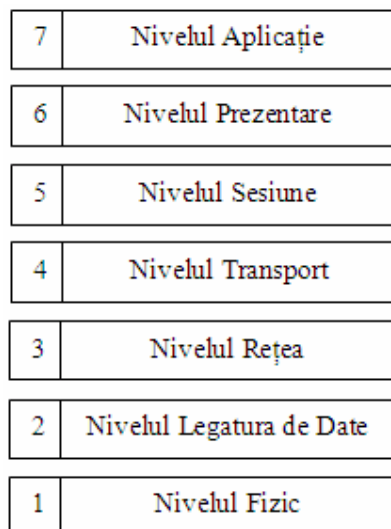 7 Nivelul Aplicație
6 Nivelul Prezentare
5 Nivelul Sesiune
4 Nivelul Transport
3 Nivelul Rețea
2 Nivelul Legatura de Date
1 Nivelul Fizic